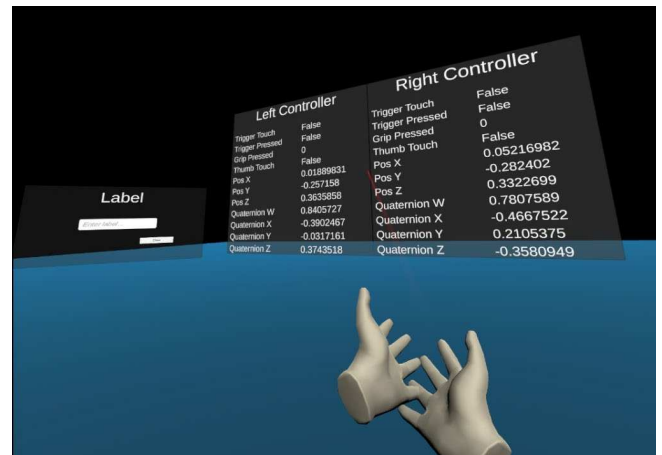 Label
Enter label...
Clear
Left Controller
Trigger Touch False
Trigger Pressed False
Grip Pressed 0
Thumb Touch False
Pos X 0.01889831
Pos Y -0.257158
Pos Z 0.3635858
Quaternion W 0.8405727
Quaternion X -0.3902467
Quaternion Y -0.0317161
Quaternion Z 0.3743518
Right Controller
Trigger Touch False
Trigger Pressed False
Grip Pressed 0
Thumb Touch False
Pos X 0.05216982
Pos Y -0.282402
Pos Z 0.3322699
Quaternion W 0.7807589
Quaternion X -0.4667522
Quaternion Y 0.2105375
Quaternion Z -0.3580949